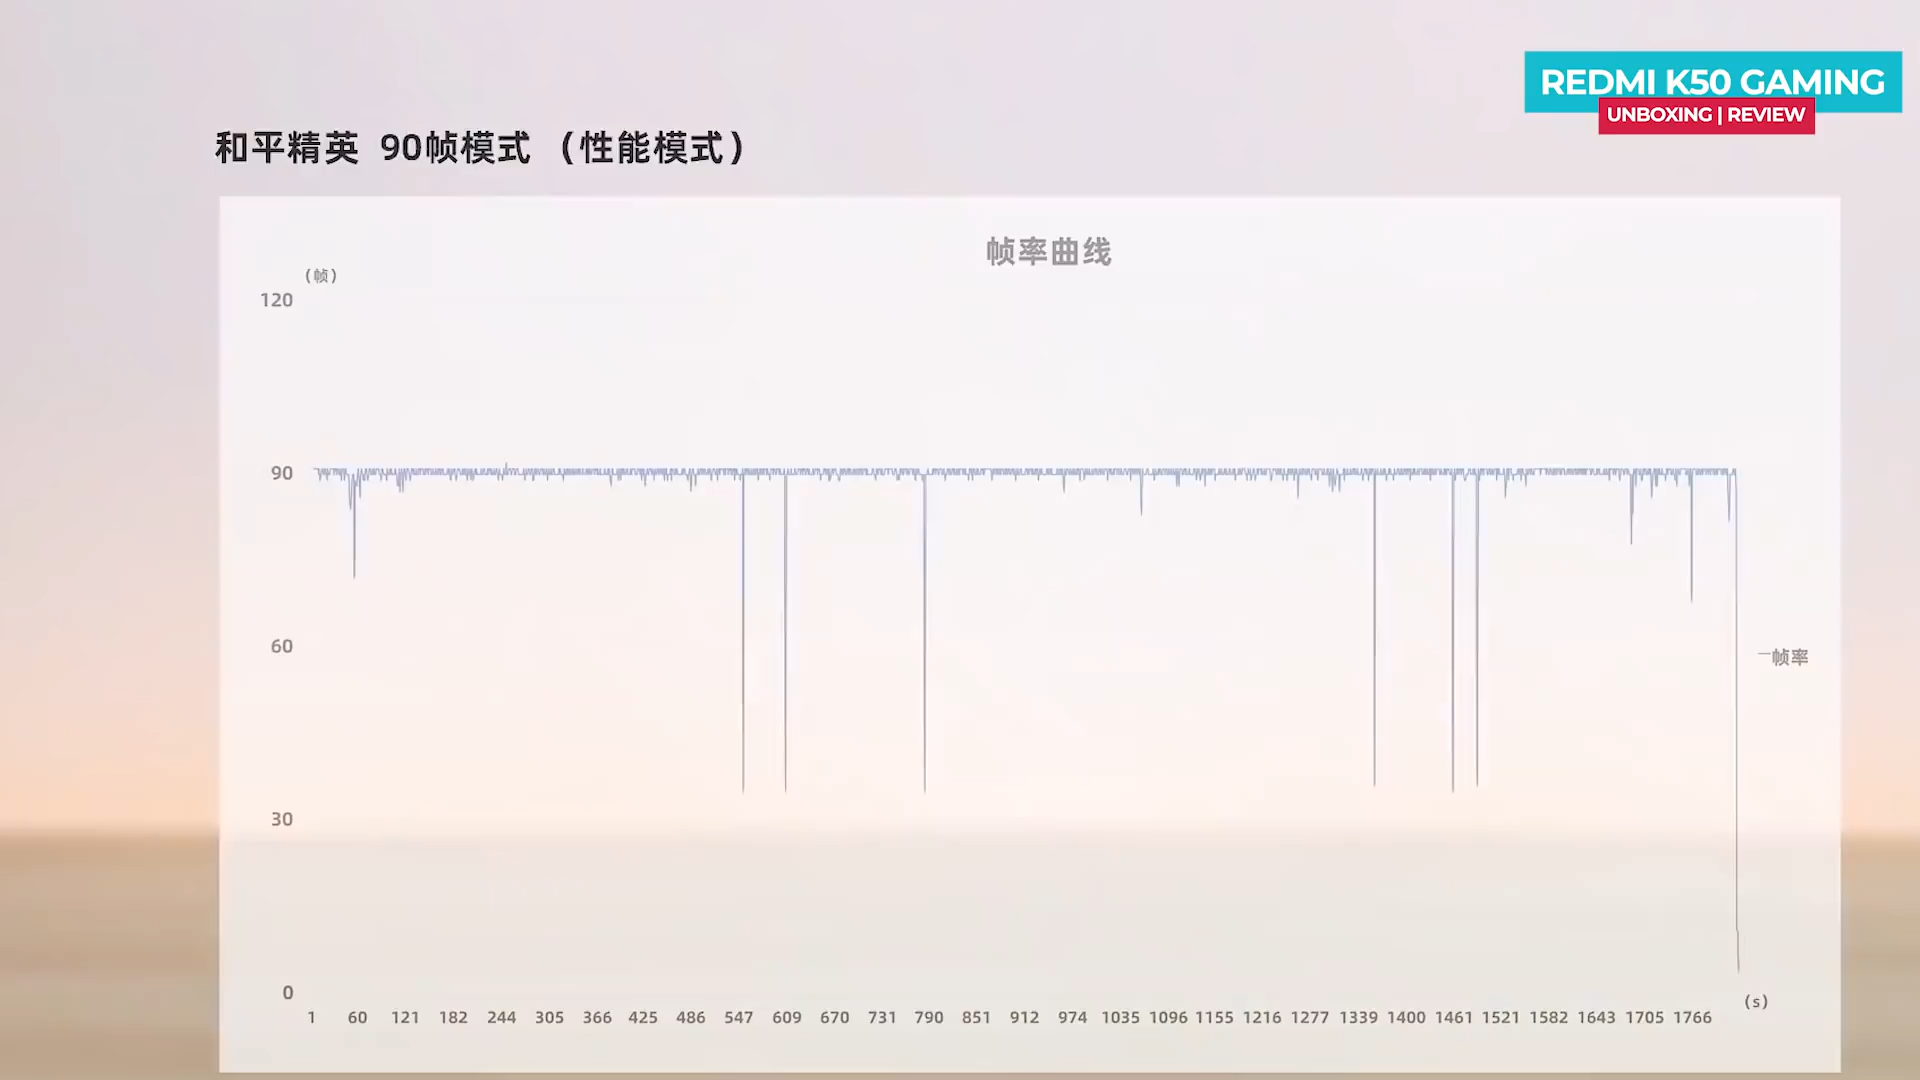 REDMI K50 GAMING
UNBOXING | REVIEW
和平精英 90帧模式 （性能模式）
帧率曲线
(帧)
120
90
60
30
0
帧率
(s)
1 60 121 182 244 305 366 425 486 547 609 670 731 790 851 912 974 1035 1096 1155 1216 1277 1339 1400 1461 1521 1582 1643 1705 1766